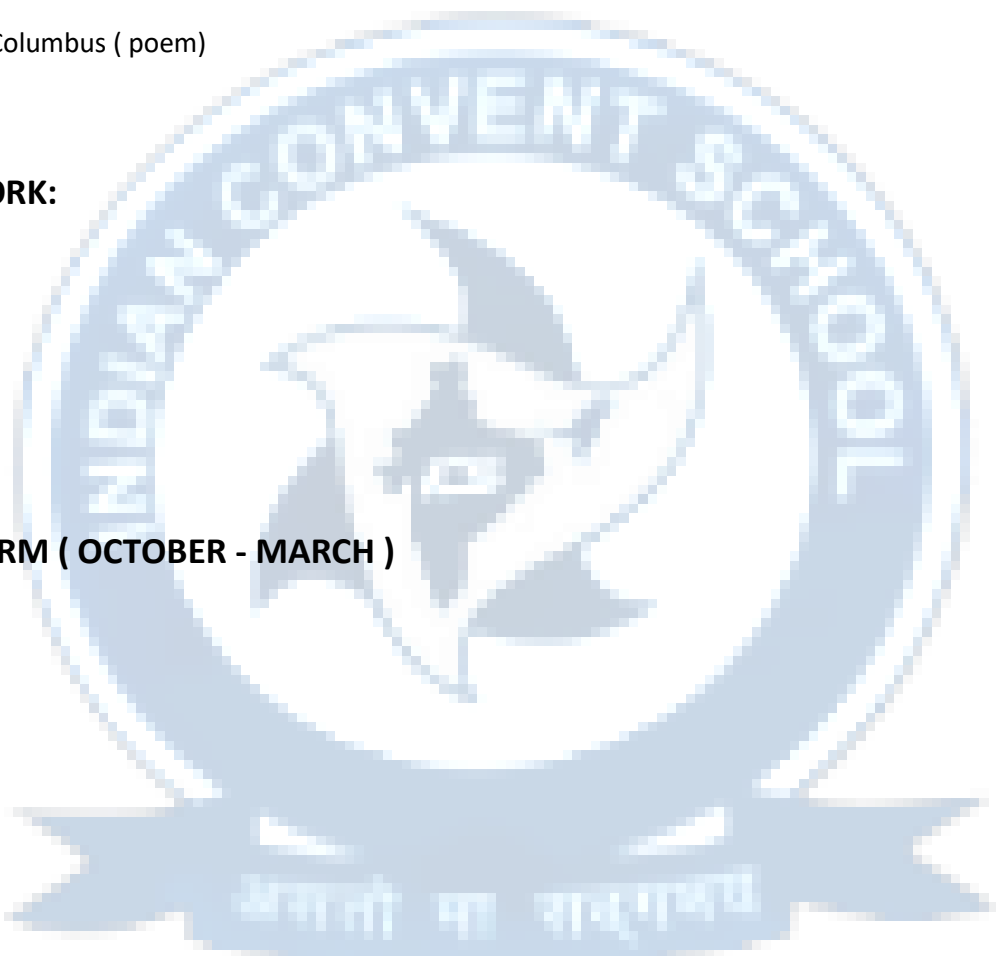 Columbus ( poem)
INDIAN CONVENT SCHOOL
ORK:
RM ( OCTOBER - MARCH )